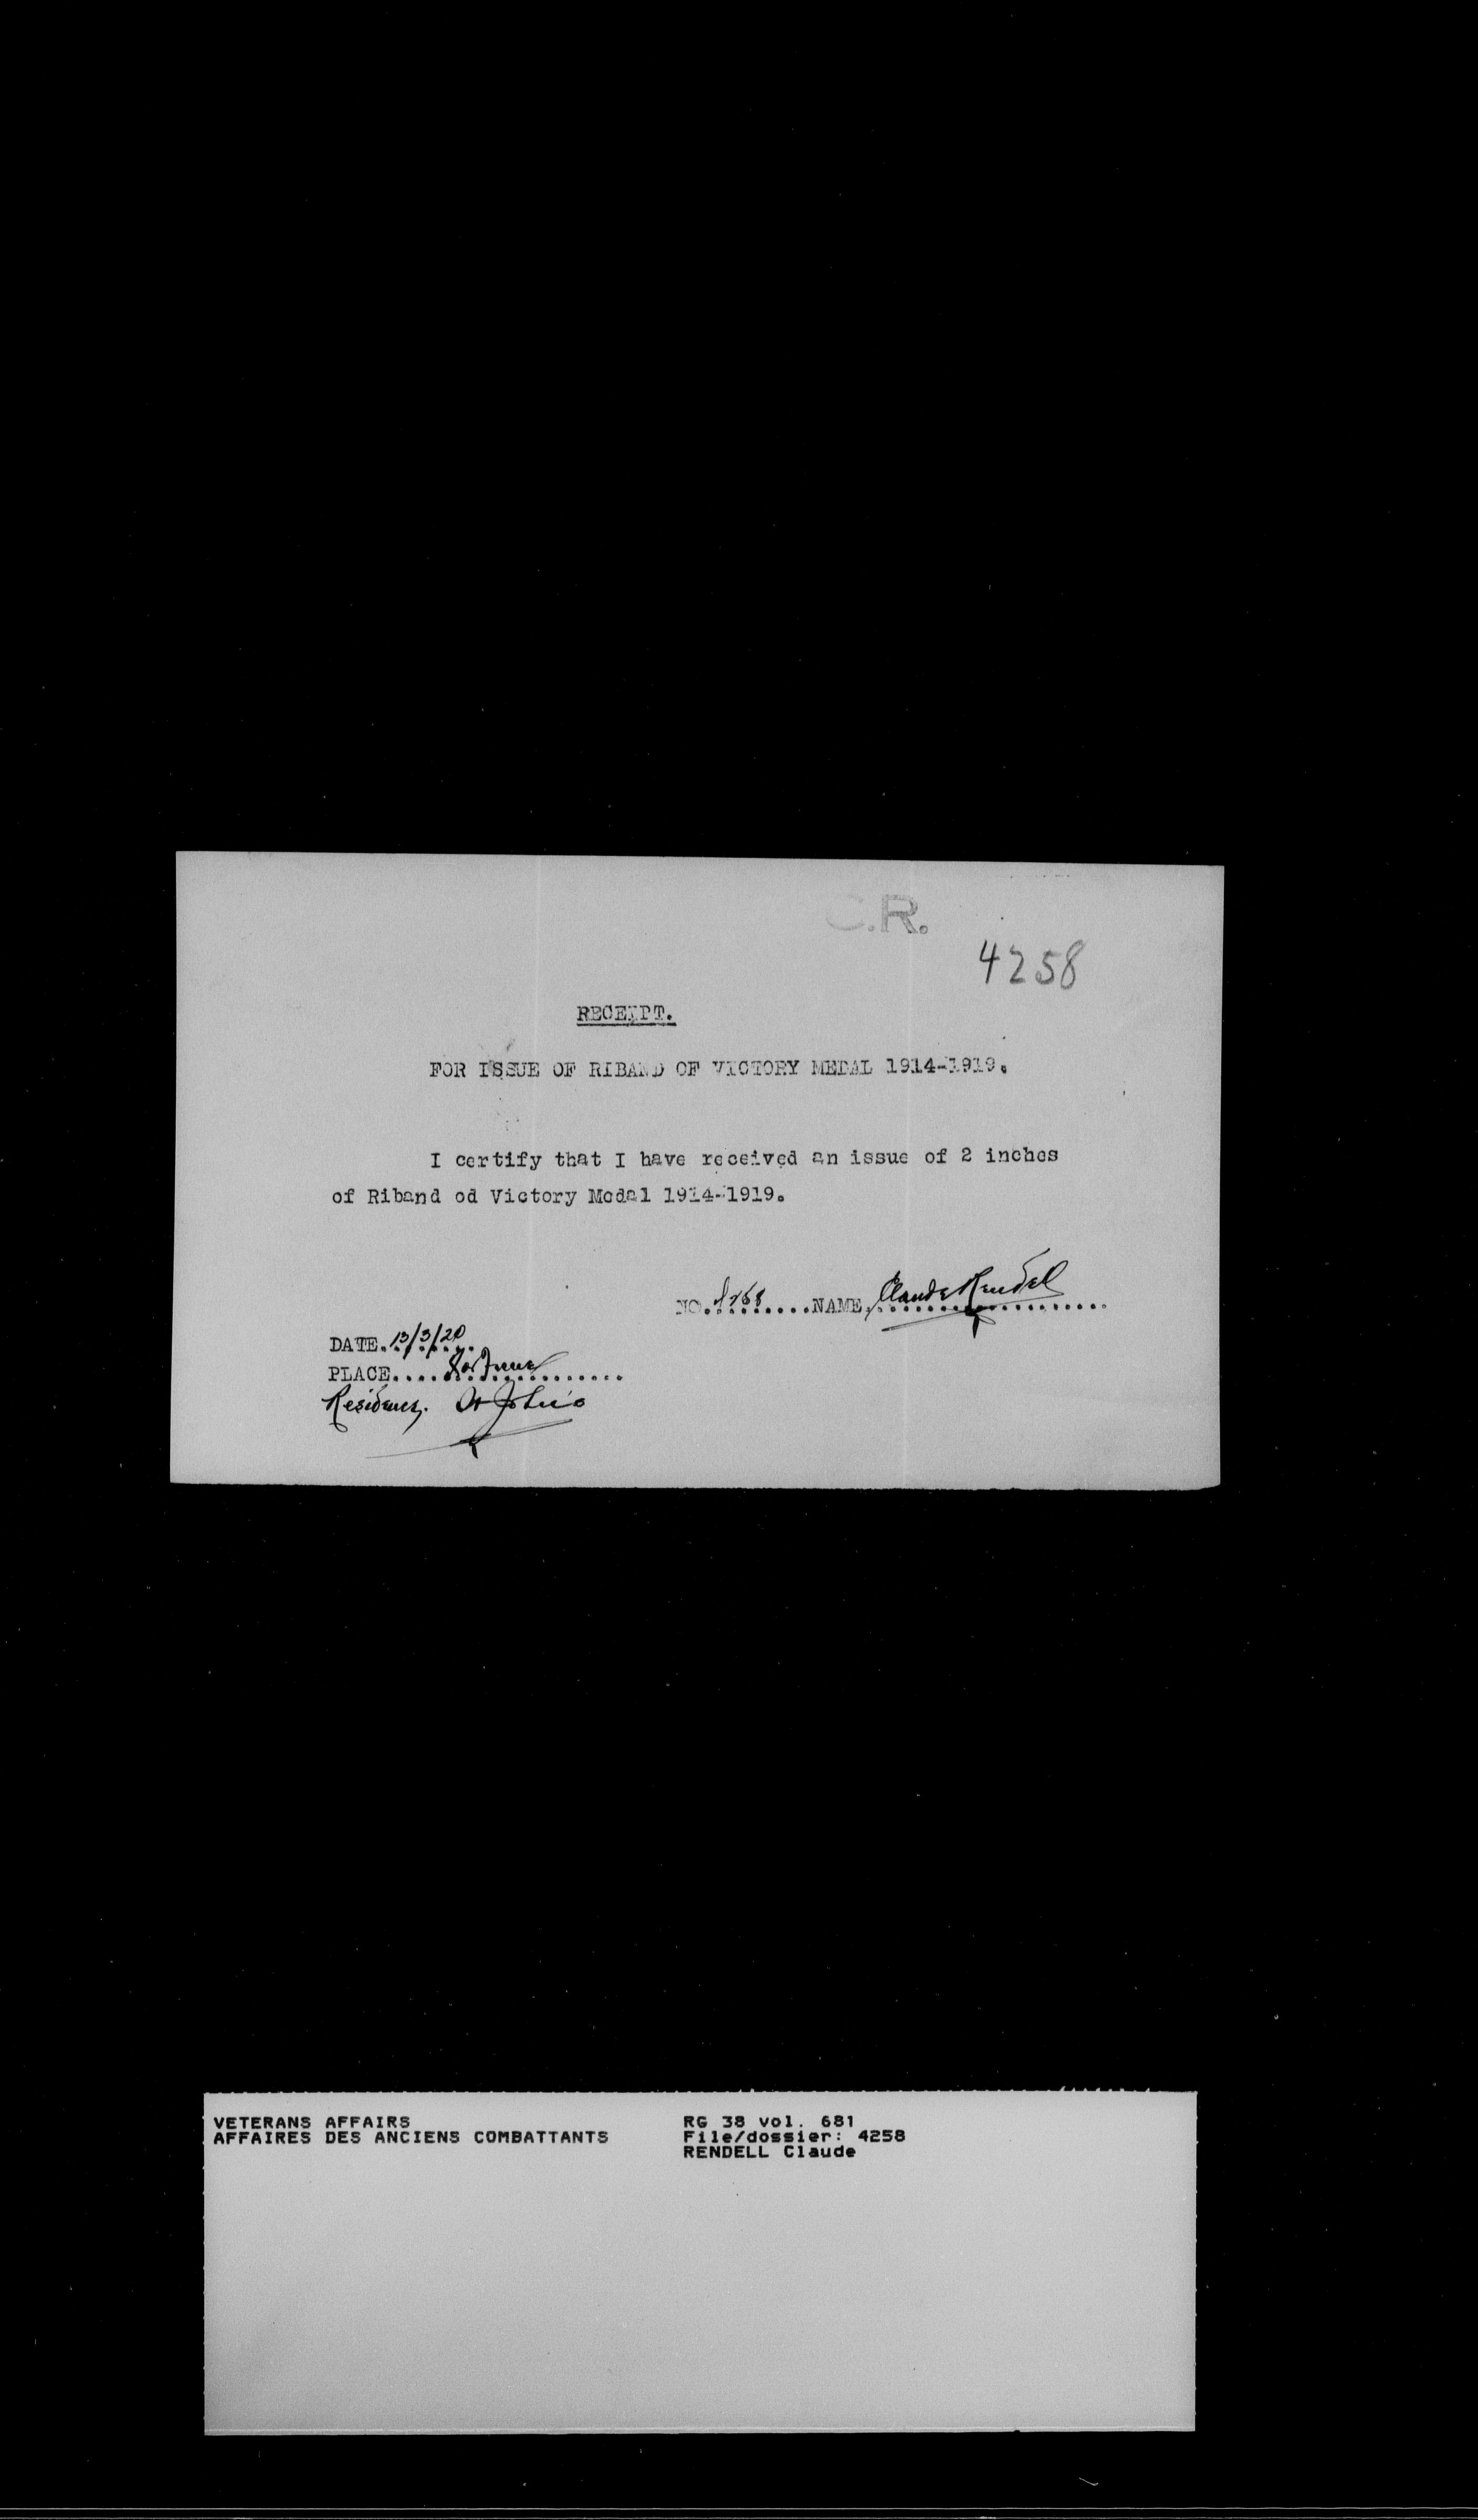 C.R.
4258
RECEIPT.
FOR ISSUE OF RIBAND OF VICTORY MEDAL 1914-1919.
I certify that I have received an issue of 2 inches
of Riband od Victory Medal 1914-1919.
NO. 4258 NAME. Claude Rendell
DATE. 13/3/20
PLACE. Fortune
Residence. St John's
VETERANS AFFAIRS
AFFAIRES DES ANCIENS COMBATTANTS
RG 38 vol. 681
File/dossier: 4258
RENDELL Claude